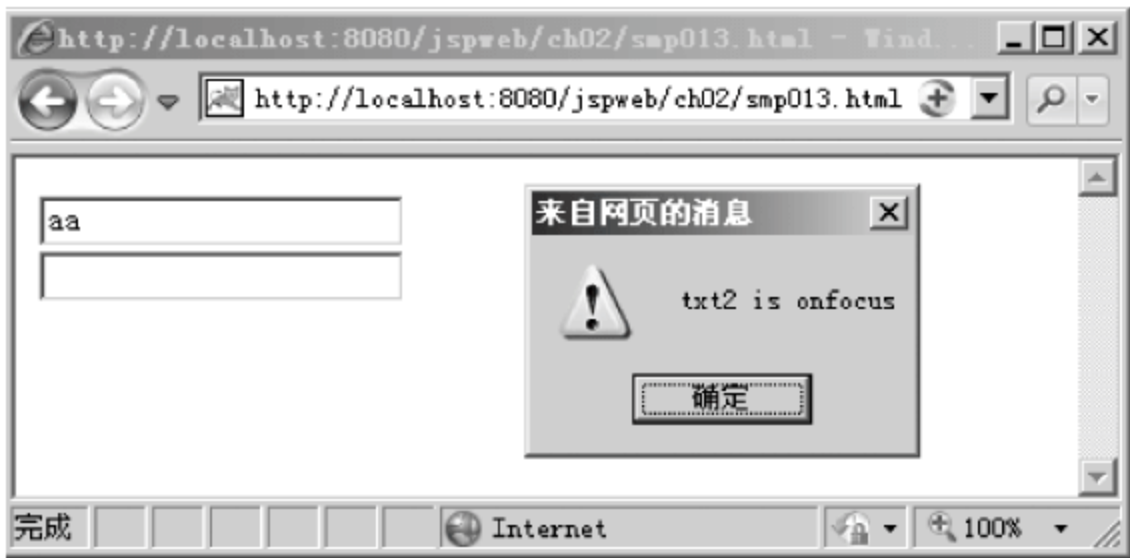 http://localhost:8080/jspweb/ch02/smp013.html - Wind...
http://localhost:8080/jspweb/ch02/smp013.html
来自网页的消息
aa
txt2 is onfocus
确定
完成
Internet
100%